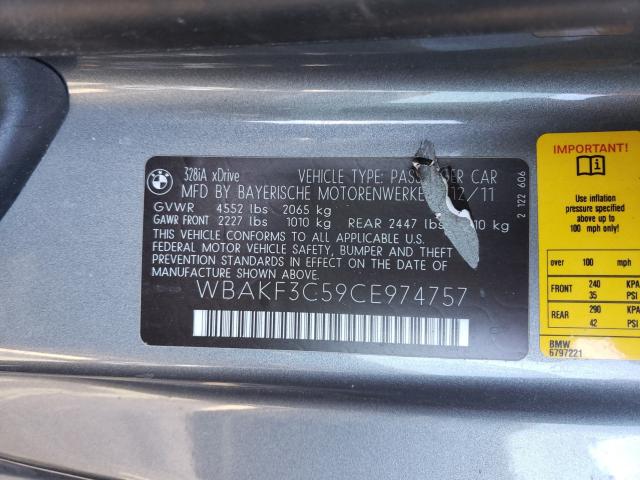 BMW
328iA xDrive VEHICLE TYPE: CAR
MFD BY BAYERISCHE MOTORENWERKE 12/11
GVWR 4552 lbs 2065 kg
GAWR FRONT 2227 lbs 1010 kg REAR 2447 lbs kg
THIS VEHICLE CONFORMS TO ALL APPLICABLE U.S.
FEDERAL MOTOR VEHICLE SAFETY, BUMPER AND THEFT
PREVENTION STANDARDS IN EFFECT ON THE DATE OF
MANUFACTURE SHOWN ABOVE.
WBAKF3C59CE974757
2 122 606
IMPORTANT!
Use inflation
pressure specified
above up to
100 mph only!
over 100 mph
FRONT 240 KPA
35 PSI
REAR 290 KPA
42 PSI
BMW
6797221